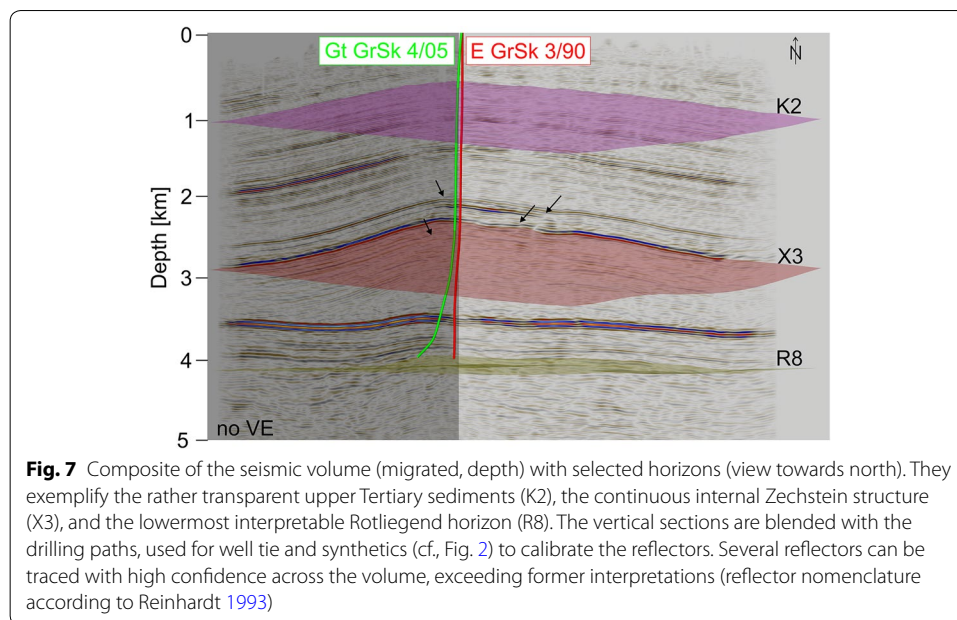 0
Gt GrSk 4/05
E GrSk 3/90
N
K2
1
2
Depth [km]
X3
3
R8
4
no VE
5
Fig. 7 Composite of the seismic volume (migrated, depth) with selected horizons (view towards north). They
exemplify the rather transparent upper Tertiary sediments (K2), the continuous internal Zechstein structure
(X3), and the lowermost interpretable Rotliegend horizon (R8). The vertical sections are blended with the
drilling paths, used for well tie and synthetics (cf., Fig. 2) to calibrate the reflectors. Several reflectors can be
traced with high confidence across the volume, exceeding former interpretations (reflector nomenclature
according to Reinhardt 1993)